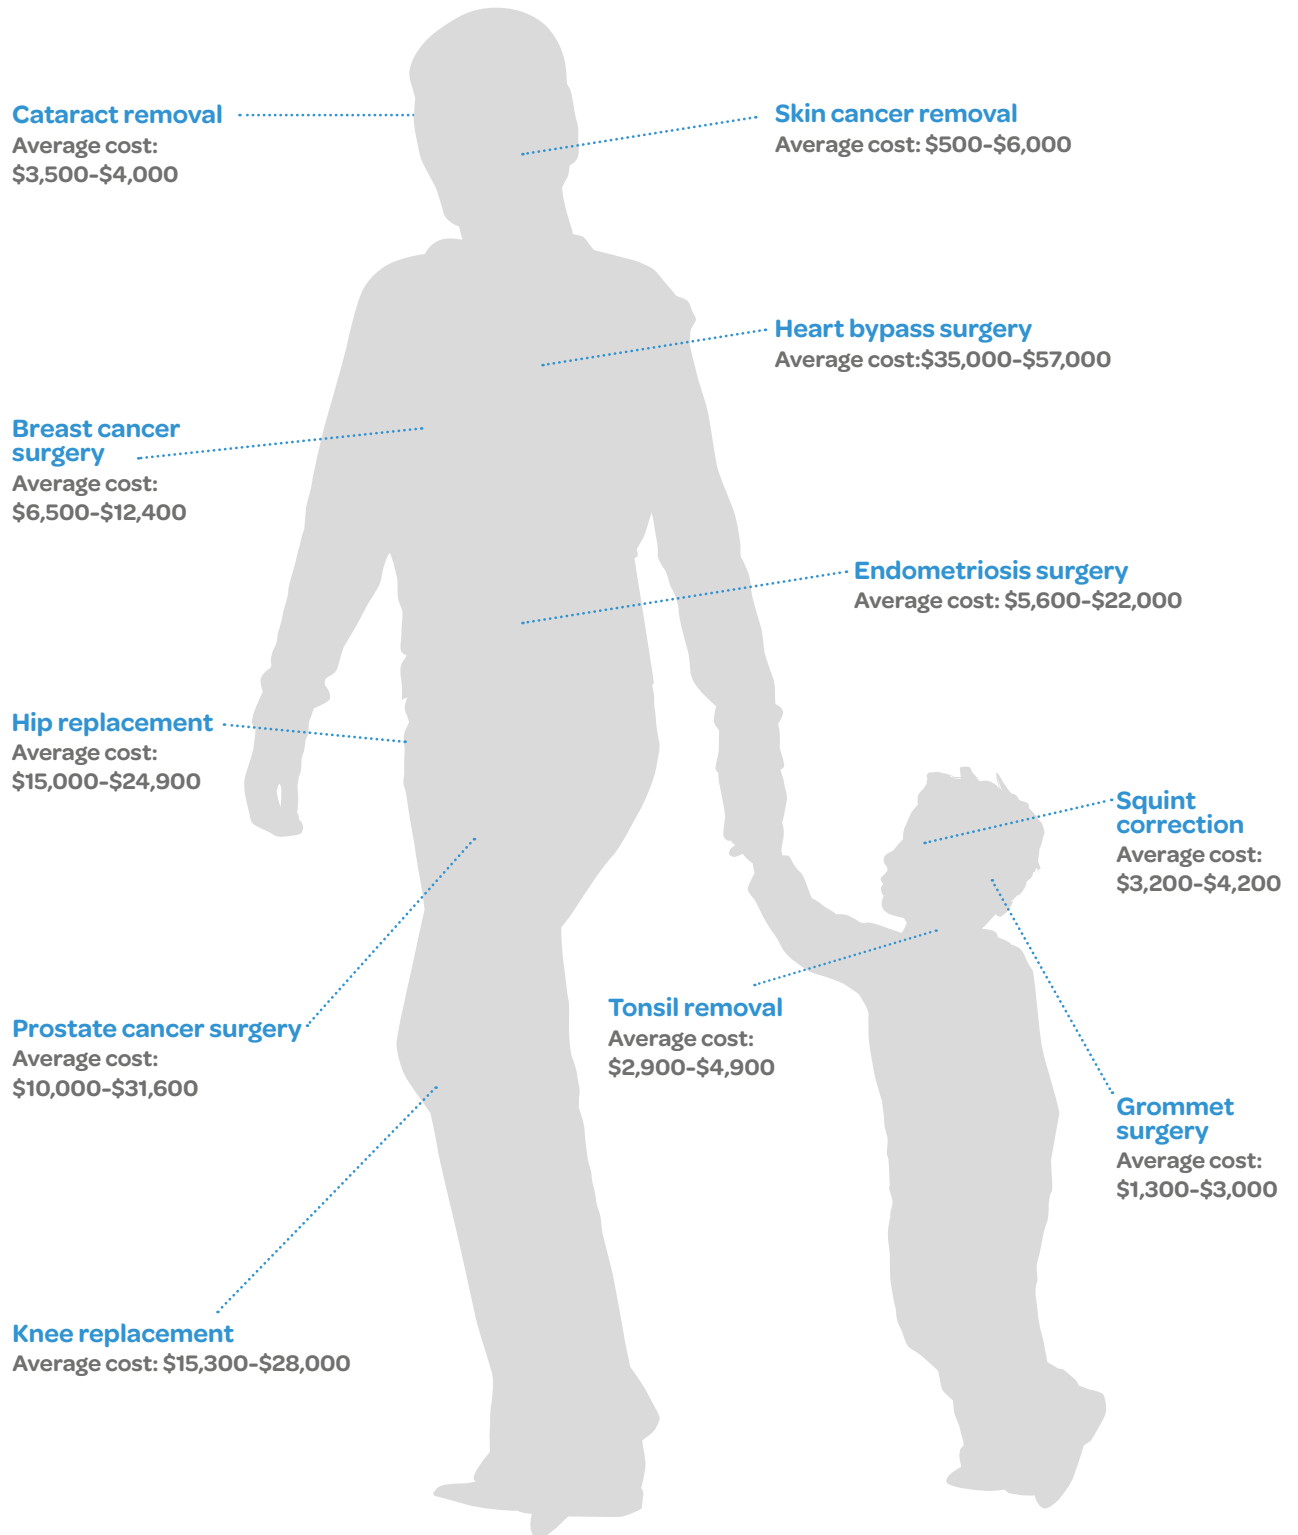 Cataract removal
Average cost:
$3,500-$4,000
Skin cancer removal
Average cost: $500-$6,000
Heart bypass surgery
Average cost:$35,000-$57,000
Breast cancer
surgery
Average cost:
$6,500-$12,400
Endometriosis surgery
Average cost: $5,600-$22,000
Hip replacement
Average cost:
$15,000-$24,900
Squint
correction
Average cost:
$3,200-$4,200
Tonsil removal
Average cost:
$2,900-$4,900
Prostate cancer surgery
Average cost:
$10,000-$31,600
Grommet
surgery
Average cost:
$1,300-$3,000
Knee replacement
Average cost: $15,300-$28,000